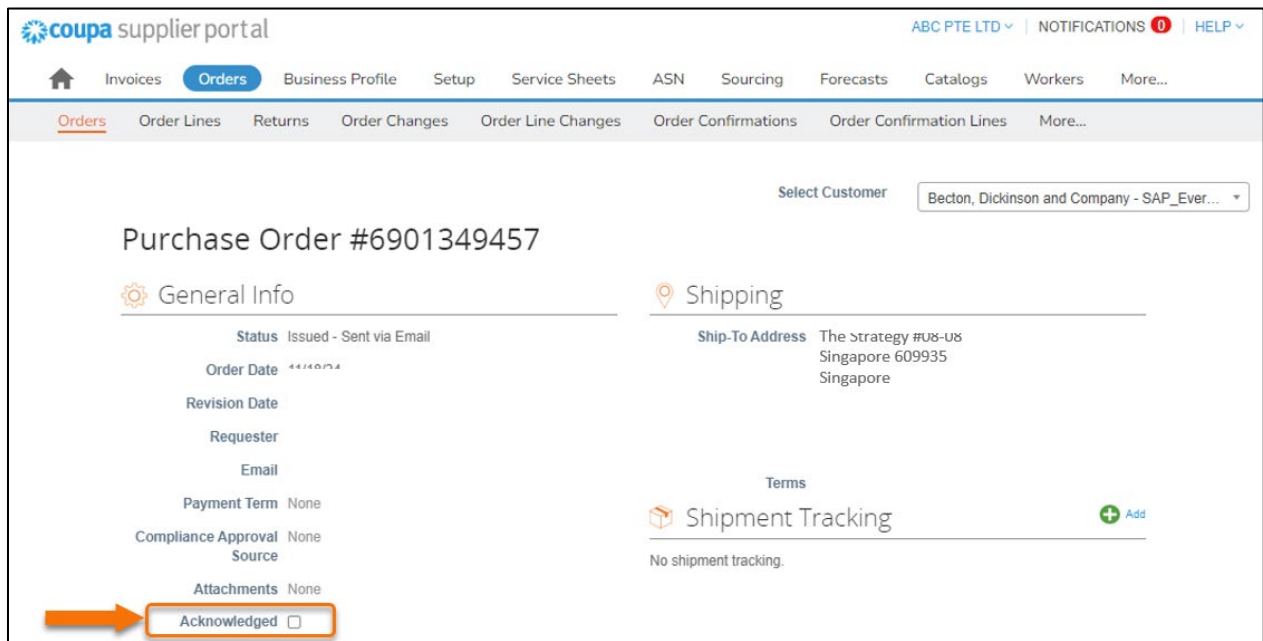 coupa supplier portal
ABC PTE LTD NOTIFICATIONS 0 HELP
Invoices Orders Business Profile Setup Service Sheets ASN Sourcing Forecasts Catalogs Workers More...
Orders Order Lines Returns Order Changes Order Line Changes Order Confirmations Order Confirmation Lines More...
Select Customer Becton, Dickinson and Company - SAP_Ever...
Purchase Order #6901349457
General Info
Status Issued - Sent via Email
Order Date
Revision Date
Requester
Email
Payment Term None
Compliance Approval Source None
Attachments None
Acknowledged
Shipping
Ship-To Address The Strategy #08-08
Singapore 609935
Singapore
Terms
Shipment Tracking Add
No shipment tracking.